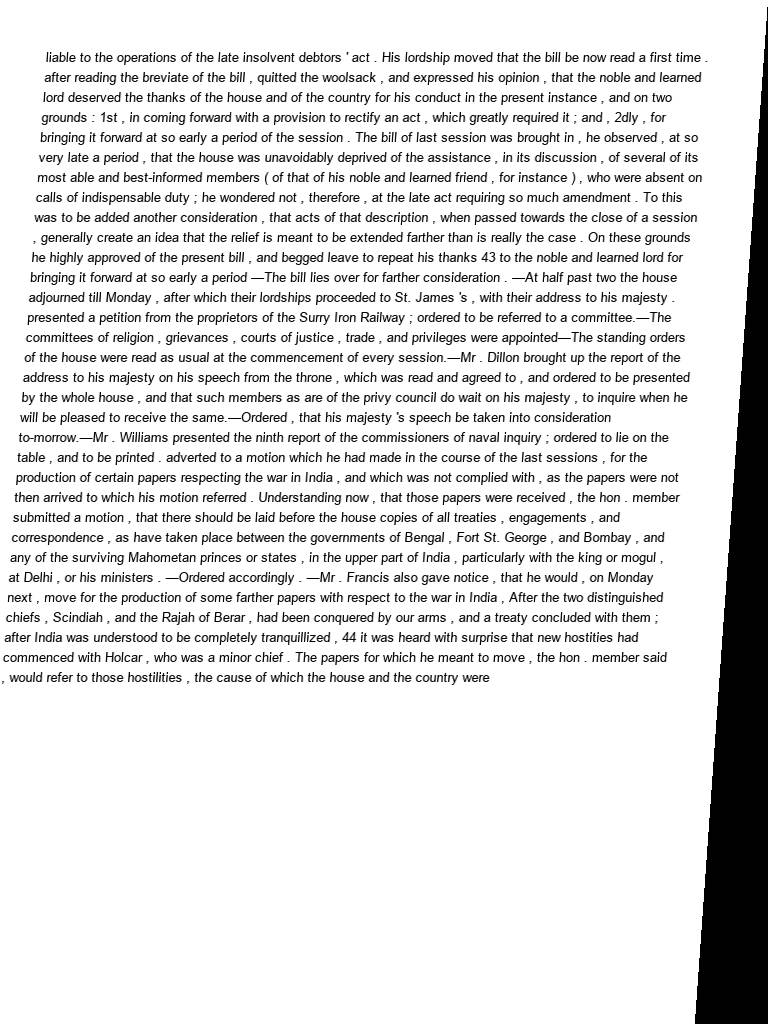 liable to the operations of the late insolvent debtors ' act . His lordship moved that the bill be now read a first time .
after reading the breviate of the bill , quitted the woolsack , and expressed his opinion , that the noble and learned
lord deserved the thanks of the house and of the country for his conduct in the present instance , and on two
grounds : 1st , in coming forward with a provision to rectify an act , which greatly required it ; and , 2dly , for
bringing it forward at so early a period of the session . The bill of last session was brought in , he observed , at so
very late a period , that the house was unavoidably deprived of the assistance , in its discussion , of several of its
most able and best-informed members ( of that of his noble and learned friend , for instance ) , who were absent on
calls of indispensable duty ; he wondered not , therefore , at the late act requiring so much amendment . To this
was to be added another consideration , that acts of that description , when passed towards the close of a session
, generally create an idea that the relief is meant to be extended farther than is really the case . On these grounds
he highly approved of the present bill , and begged leave to repeat his thanks 43 to the noble and learned lord for
bringing it forward at so early a period —The bill lies over for farther consideration . —At half past two the house
adjourned till Monday , after which their lordships proceeded to St. James 's , with their address to his majesty .
presented a petition from the proprietors of the Surry Iron Railway ; ordered to be referred to a committee.—The
committees of religion , grievances , courts of justice , trade , and privileges were appointed—The standing orders
of the house were read as usual at the commencement of every session.—Mr . Dillon brought up the report of the
address to his majesty on his speech from the throne , which was read and agreed to , and ordered to be presented
by the whole house , and that such members as are of the privy council do wait on his majesty , to inquire when he
will be pleased to receive the same.—Ordered , that his majesty 's speech be taken into consideration
to-morrow.—Mr . Williams presented the ninth report of the commissioners of naval inquiry ; ordered to lie on the
table , and to be printed . adverted to a motion which he had made in the course of the last sessions , for the
production of certain papers respecting the war in India , and which was not complied with , as the papers were not
then arrived to which his motion referred . Understanding now , that those papers were received , the hon . member
submitted a motion , that there should be laid before the house copies of all treaties , engagements , and
correspondence , as have taken place between the governments of Bengal , Fort St. George , and Bombay , and
any of the surviving Mahometan princes or states , in the upper part of India , particularly with the king or mogul ,
at Delhi , or his ministers . —Ordered accordingly . —Mr . Francis also gave notice , that he would , on Monday
next , move for the production of some farther papers with respect to the war in India , After the two distinguished
chiefs , Scindiah , and the Rajah of Berar , had been conquered by our arms , and a treaty concluded with them ;
after India was understood to be completely tranquillized , 44 it was heard with surprise that new hostities had
commenced with Holcar , who was a minor chief . The papers for which he meant to move , the hon . member said
, would refer to those hostilities , the cause of which the house and the country were